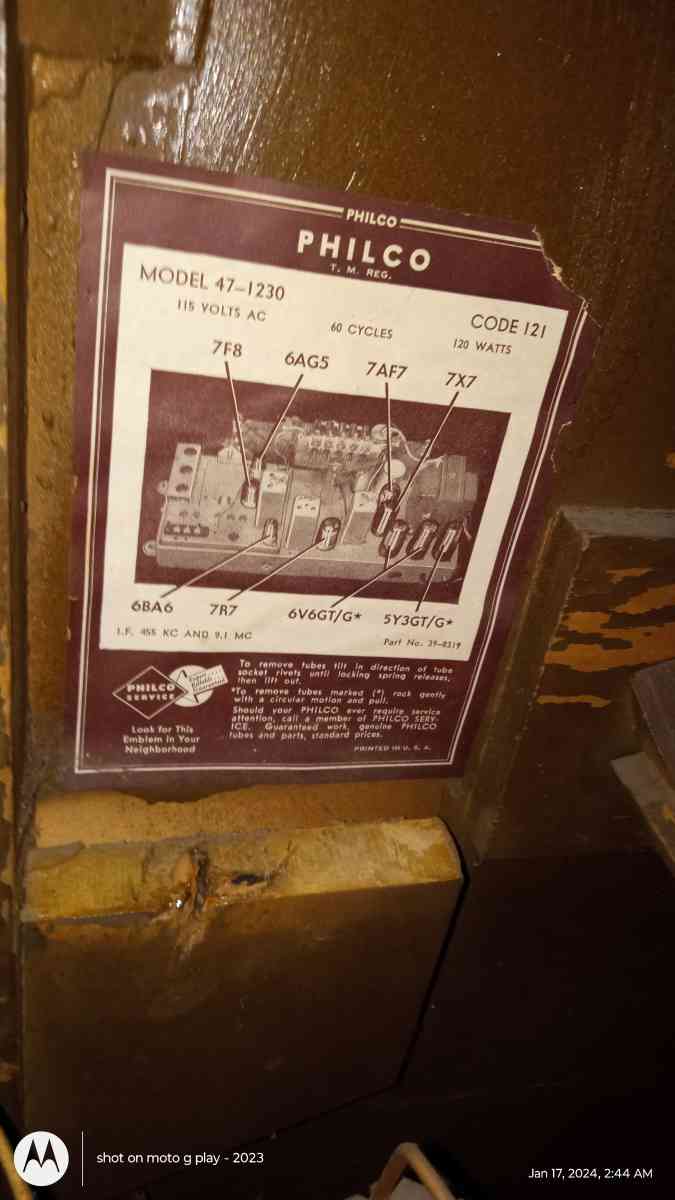 PHILCO
PHILCO
T. M. REG.
MODEL 47-1230
CODE 121
115 VOLTS AC
60 CYCLES
120 WATTS
7F8
6AG5
7AF7
7X7
6BA6
7R7
6V6GT/G*
5Y3GT/G*
I.F. 455 KC AND 9.1 MC
Part No. 39-8319
PHILCO
SERVICE
Look for This
Emblem in Your
Neighborhood
To remove tubes tilt in direction of tube
socket rivets until locking spring releases,
then lift out.
*To remove tubes marked (*) rock gently
with a circular motion and pull.
Should your PHILCO ever require service
attention, call a member of PHILCO SERV-
ICE. Guaranteed work, genuine PHILCO
tubes and parts, standard prices.
PRINTED IN U. S. A.
shot on moto g play - 2023
Jan 17, 2024, 2:44 AM